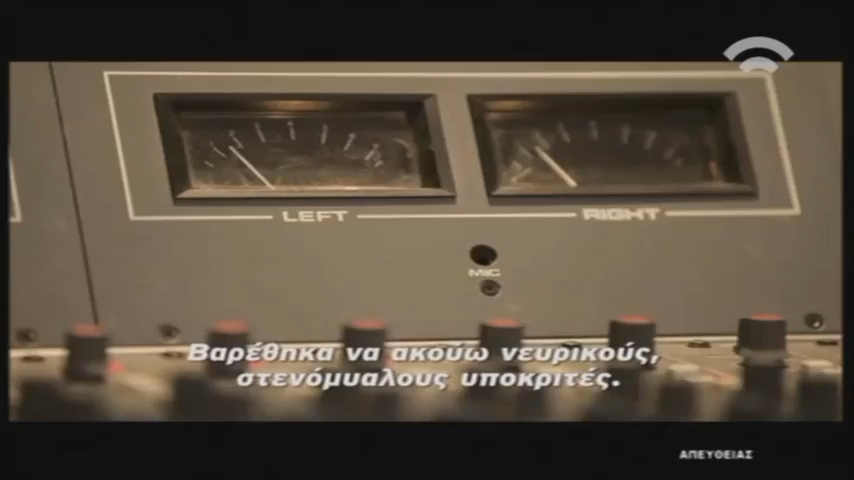 LEFT
RIGHT
MIC
Βαρέθηκα να ακούω νευρικούς,
στενόμυαλους υποκριτές.
ΑΠΕΥΘΕΙΑΣ